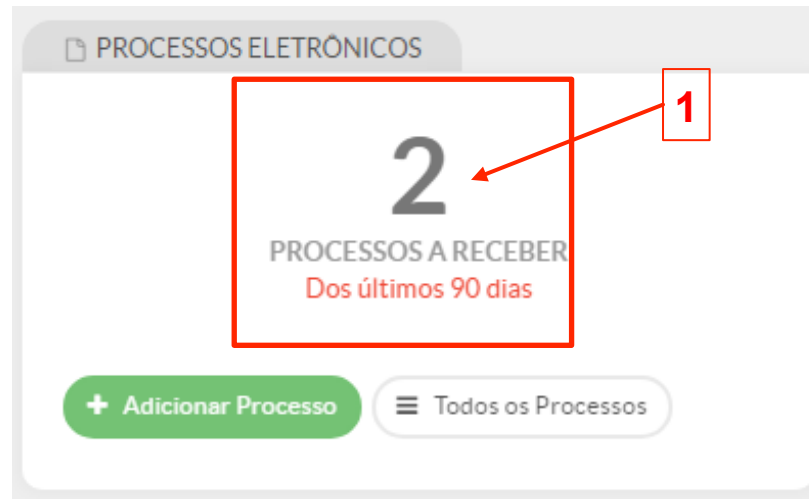 PROCESSOS ELETRÔNICOS
1
2
PROCESSOS A RECEBER
Dos últimos 90 dias
+ Adicionar Processo
Todos os Processos